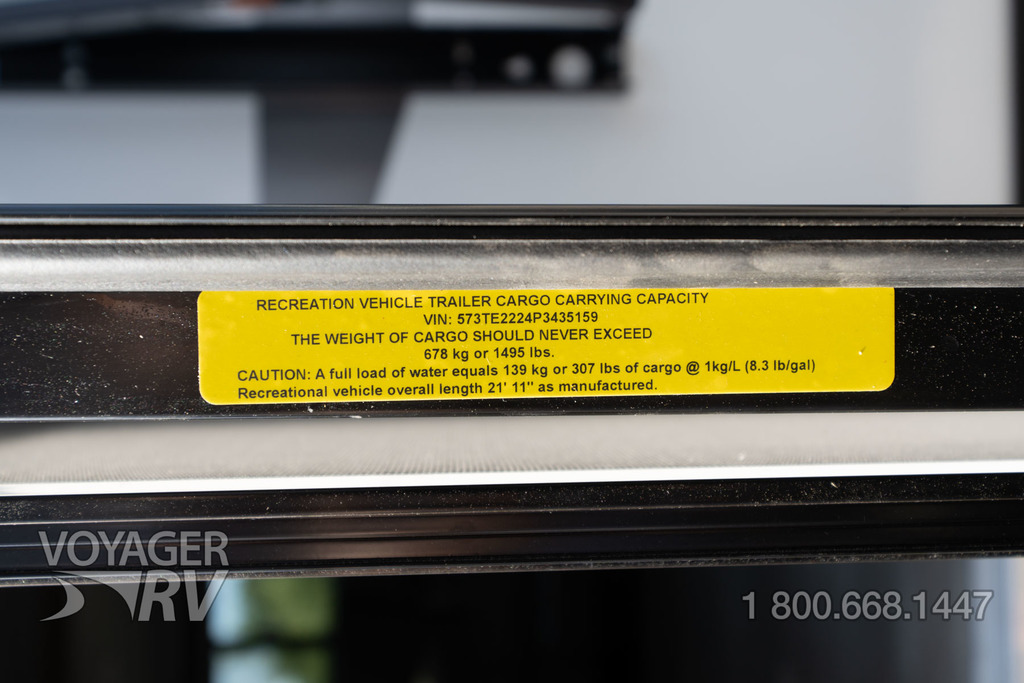 RECREATION VEHICLE TRAILER CARGO CARRYING CAPACITY
VIN: 573TE2224P3435159
THE WEIGHT OF CARGO SHOULD NEVER EXCEED
678 kg or 1495 lbs.
CAUTION: A full load of water equals 139 kg or 307 lbs of cargo @ 1kg/L (8.3 lb/gal)
Recreational vehicle overall length 21' 11" as manufactured.
VOYAGER
RV
1 800.668.1447